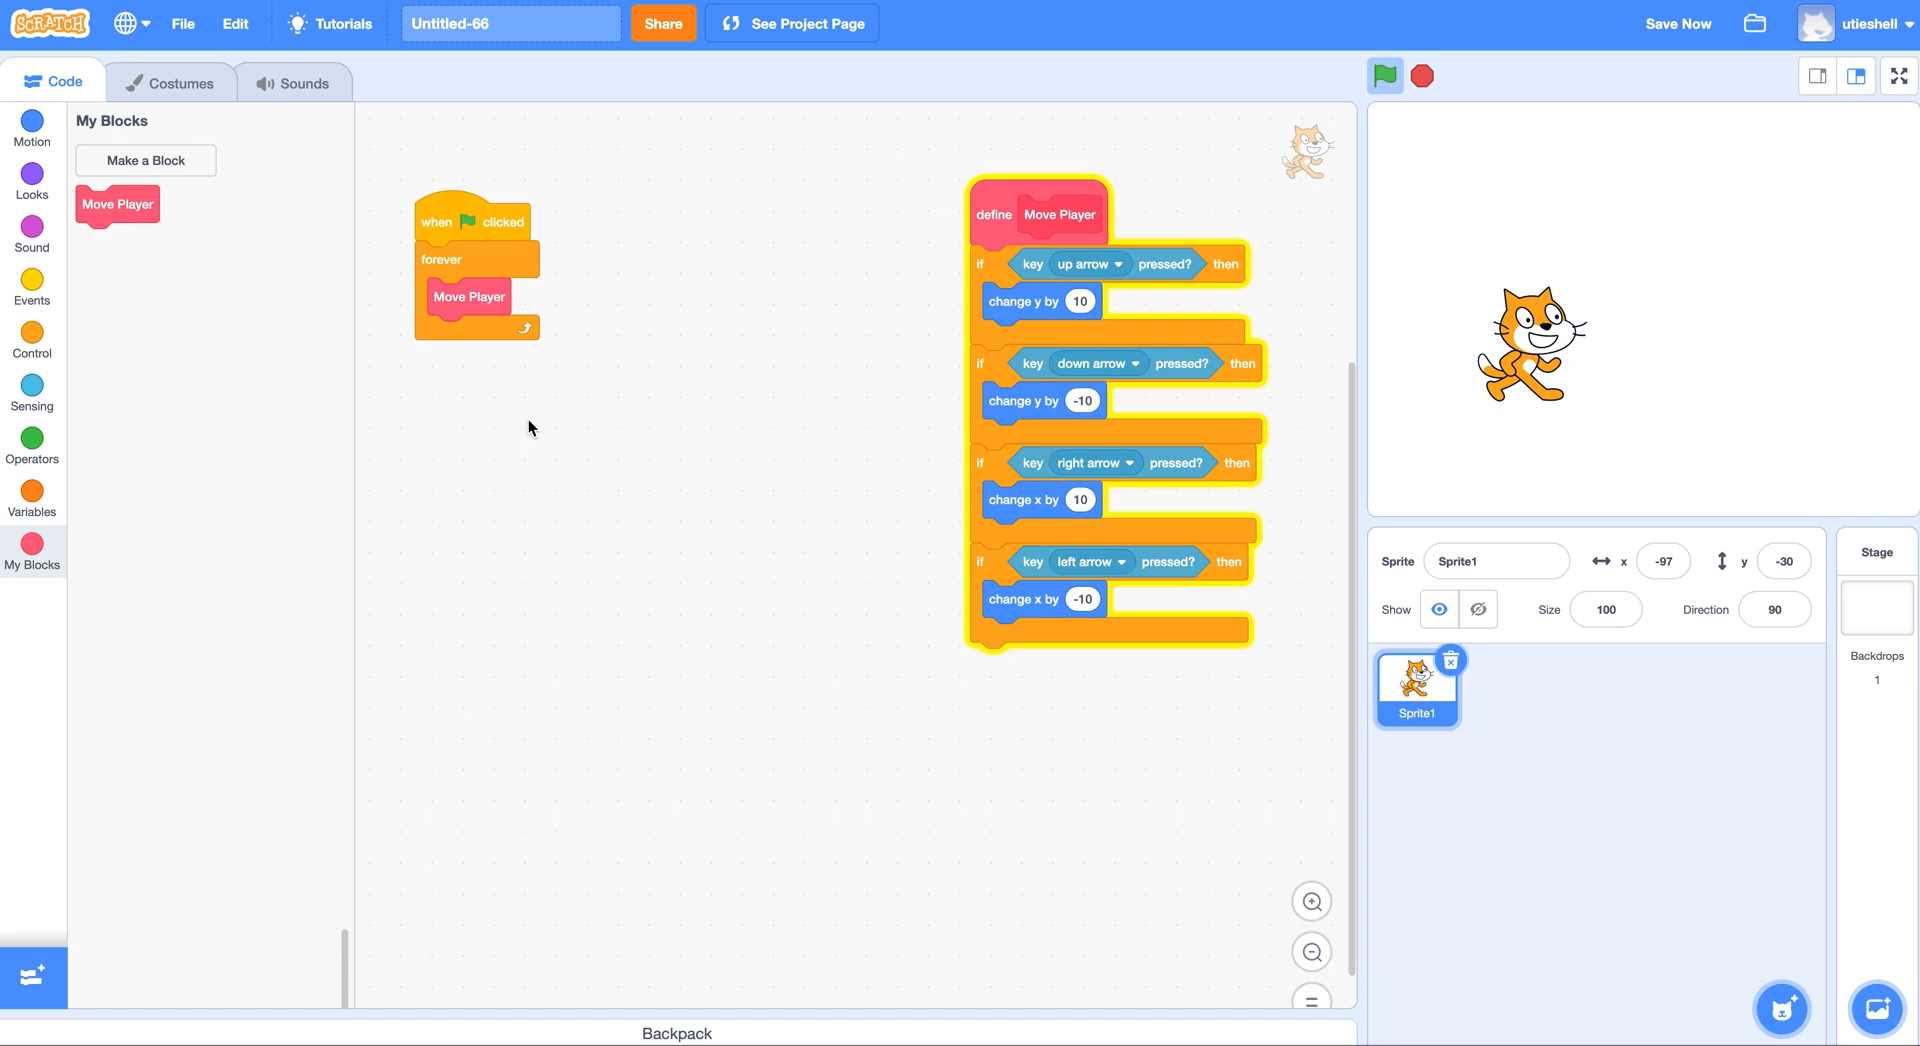 SCRATCH
File
Edit
Tutorials
Untitled-66
Share
See Project Page
Save Now
utieshell
Code
Costumes
Sounds
Motion
Looks
Sound
Events
Control
Sensing
Operators
Variables
My Blocks
My Blocks
Make a Block
Move Player
when clicked
forever
Move Player
define Move Player
if key up arrow pressed? then
change y by 10
if key down arrow pressed? then
change y by -10
if key right arrow pressed? then
change x by 10
if key left arrow pressed? then
change x by -10
Sprite Sprite1 x -97 y -30
Show Size 100 Direction 90
Sprite1
Stage
Backdrops
1
Backpack